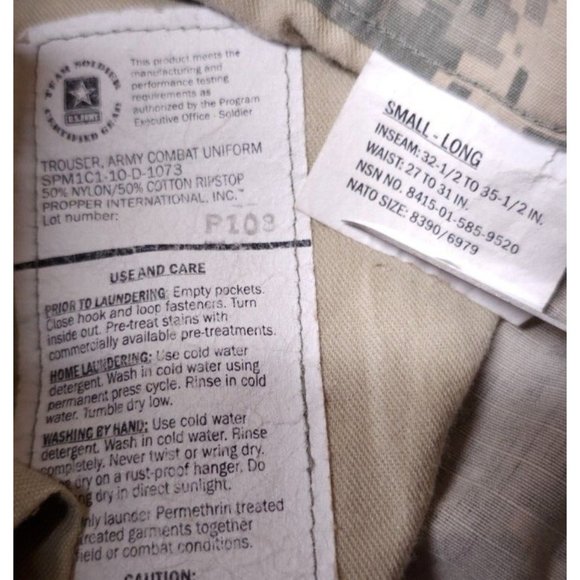 TEAM SOLDIER
U.S. ARMY
CERTIFIED GEAR
This product meets the
manufacturing and
performance testing
requirements as
authorized by the Program
Executive Office - Soldier
TROUSER, ARMY COMBAT UNIFORM
SPM1C1-10-D-1073
50% NYLON/50% COTTON RIPSTOP
PROPPER INTERNATIONAL, INC.
Lot number: P103
USE AND CARE
PRIOR TO LAUNDERING: Empty pockets.
Close hook and loop fasteners. Turn
inside out. Pre-treat stains with
commercially available pre-treatments.
HOME LAUNDERING: Use cold water
detergent. Wash in cold water using
permanent press cycle. Rinse in cold
water. Tumble dry low.
WASHING BY HAND: Use cold water
detergent. Wash in cold water. Rinse
completely. Never twist or wring dry.
dry on a rust-proof hanger. Do
dry in direct sunlight.
launder Permethrin treated
garments together
field or combat conditions.
CAUTION:
SMALL - LONG
INSEAM: 32-1/2 TO 35-1/2 IN.
WAIST: 27 TO 31 IN.
NSN NO. 8415-01-585-9520
NATO SIZE: 8390/6979